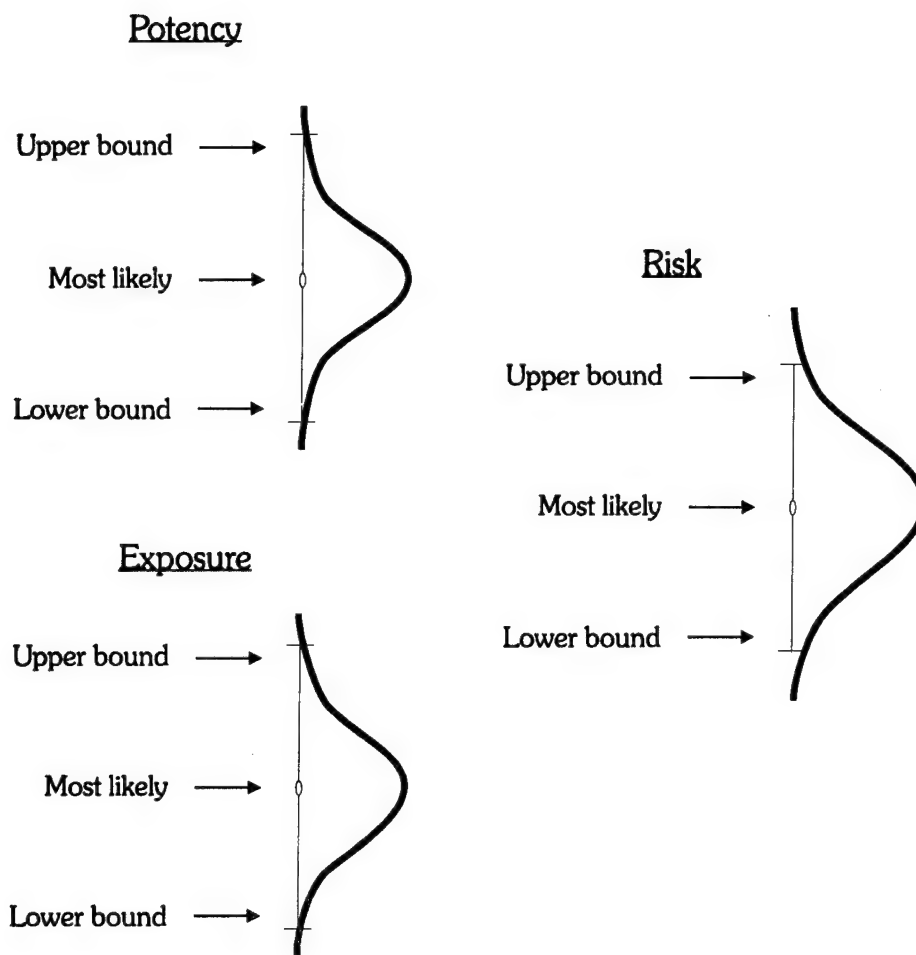 Potency
Upper bound
Most likely
Lower bound
Risk
Upper bound
Most likely
Lower bound
Exposure
Upper bound
Most likely
Lower bound